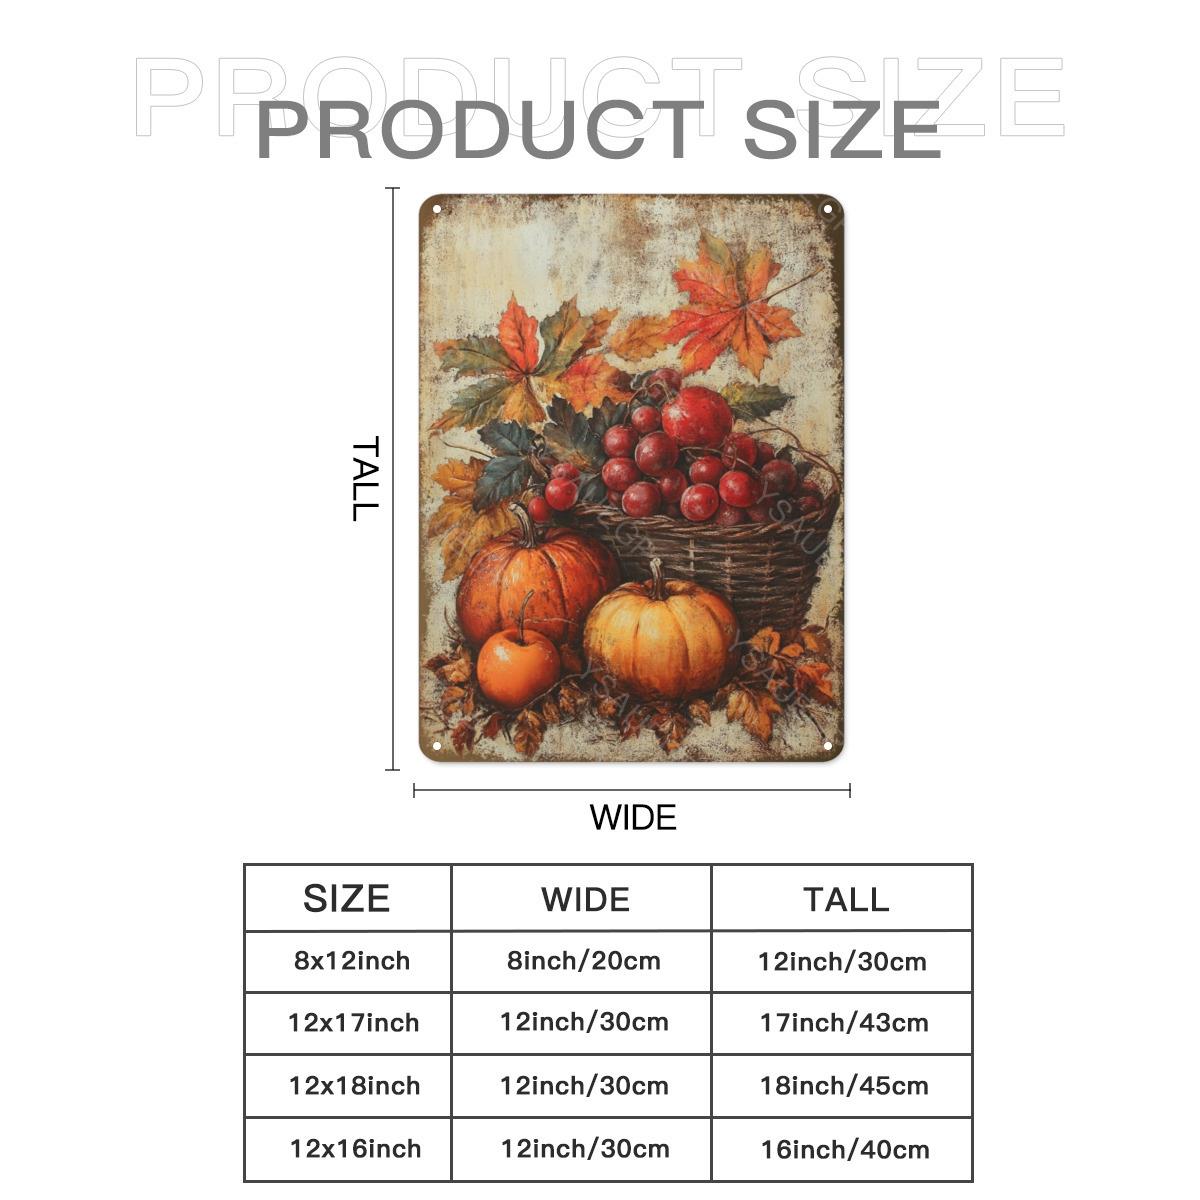 PRODUCT SIZE
PRODUCT SIZE
TALL
WIDE
SIZE WIDE TALL
8x12inch 8inch/20cm 12inch/30cm
12x17inch 12inch/30cm 17inch/43cm
12x18inch 12inch/30cm 18inch/45cm
12x16inch 12inch/30cm 16inch/40cm